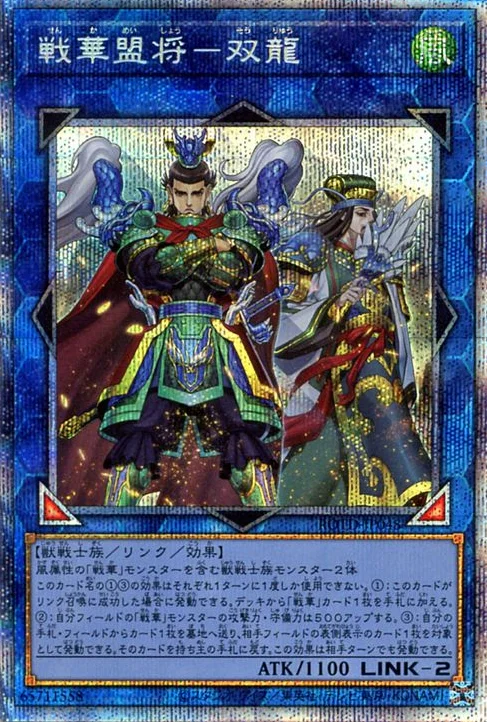 戦華盟将－双龍
風
ROTD-JP048
【獣戦士族／リンク／効果】
風属性の「戦華」モンスターを含む獣戦士族モンスター２体
このカード名の①③の効果はそれぞれ１ターンに１度しか使用できない。①：このカードが
リンク召喚に成功した場合に発動できる。デッキから「戦華」カード１枚を手札に加える。
②：自分フィールドの「戦華」モンスターの攻撃力・守備力は５００アップする。③：自分の
手札・フィールドからカード１枚を墓地へ送り、相手フィールドの表側表示のカード１枚を対象
として発動できる。そのカードを持ち主の手札に戻す。この効果は相手ターンでも発動できる。
ATK/1100 LINK-2